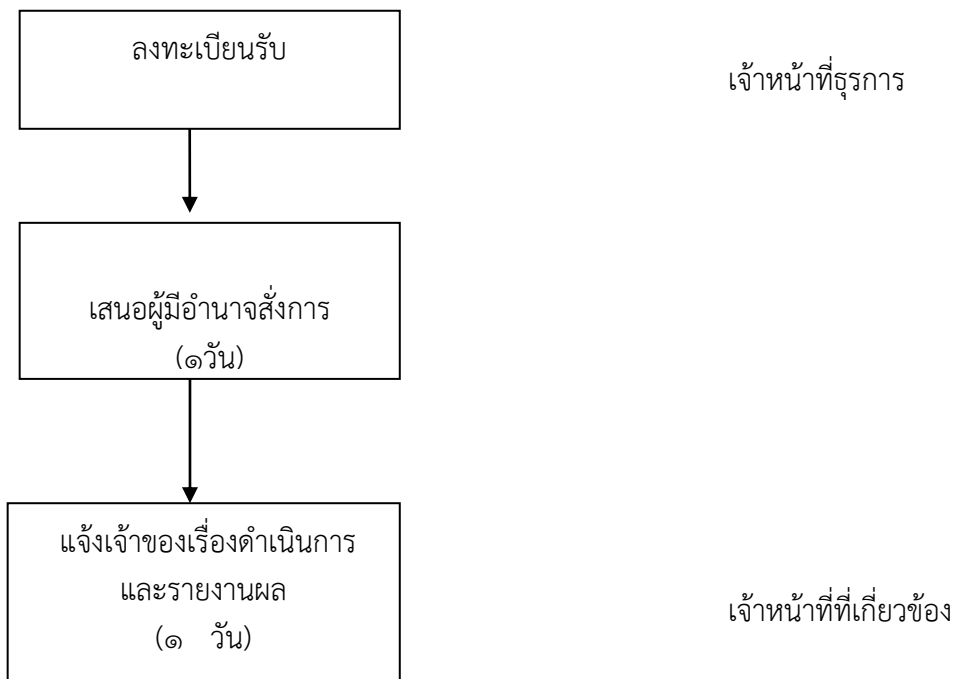 ลงทะเบียนรับ
เจ้าหน้าที่ธุรการ
เสนอผู้มีอำนาจสั่งการ
(๑วัน)
แจ้งเจ้าของเรื่องดำเนินการ
และรายงานผล
(๑ วัน)
เจ้าหน้าที่ที่เกี่ยวข้อง